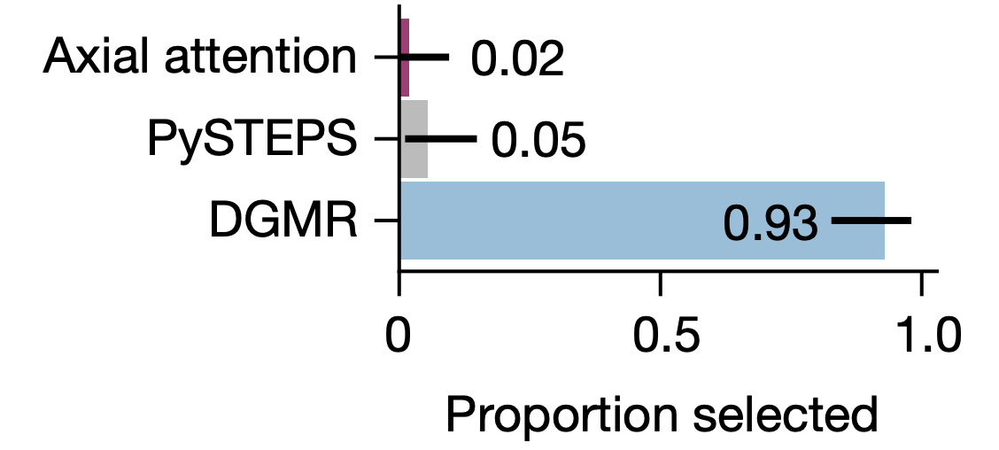 Axial attention 0.02
PySTEPS 0.05
DGMR 0.93
0 0.5 1.0
Proportion selected